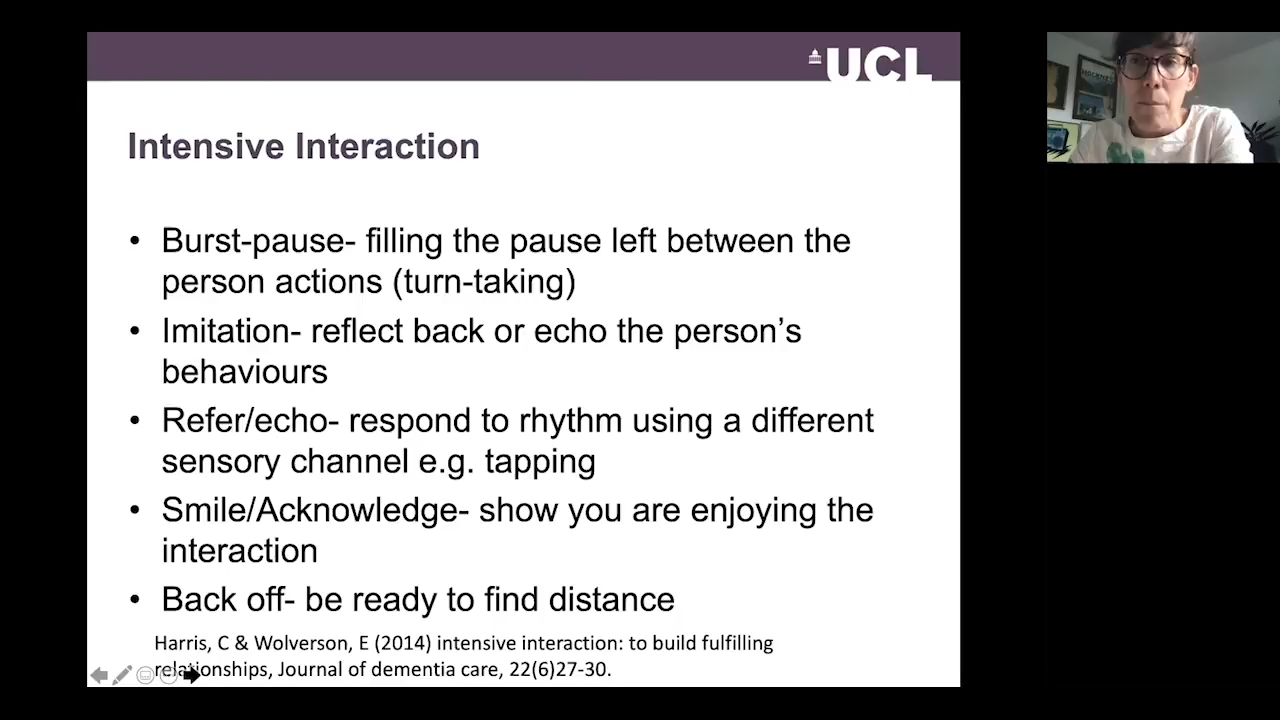 UCL
Intensive Interaction
• Burst-pause- filling the pause left between the
person actions (turn-taking)
• Imitation- reflect back or echo the person’s
behaviours
• Refer/echo- respond to rhythm using a different
sensory channel e.g. tapping
• Smile/Acknowledge- show you are enjoying the
interaction
• Back off- be ready to find distance
Harris, C & Wolverson, E (2014) intensive interaction: to build fulfilling
relationships, Journal of dementia care, 22(6)27-30.
HOCKNEY